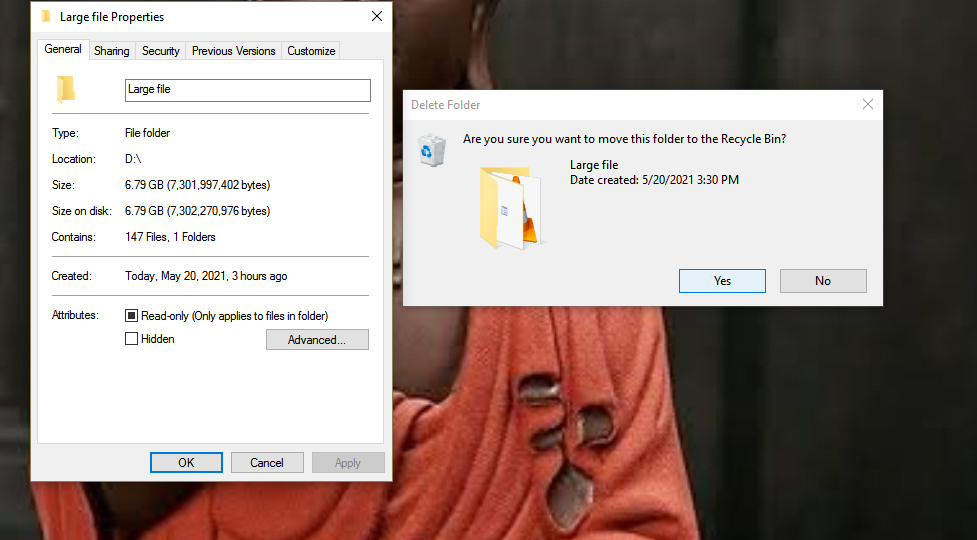 Large file Properties
General Sharing Security Previous Versions Customize
Large file
Type: File folder
Location: D:\
Size: 6.79 GB (7,301,997,402 bytes)
Size on disk: 6.79 GB (7,302,270,976 bytes)
Contains: 147 Files, 1 Folders
Created: Today, May 20, 2021, 3 hours ago
Attributes: Read-only (Only applies to files in folder)
Hidden Advanced...
OK Cancel Apply
Delete Folder
Are you sure you want to move this folder to the Recycle Bin?
Large file
Date created: 5/20/2021 3:30 PM
Yes No